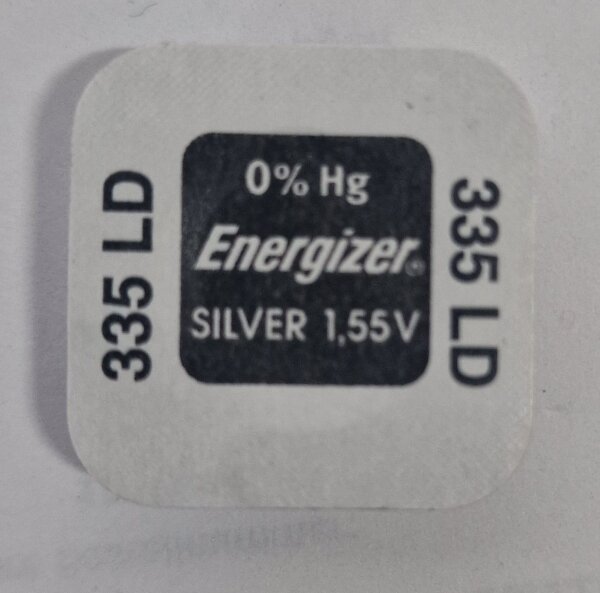 335 LD
0% Hg
Energizer®
SILVER 1,55V
335 LD